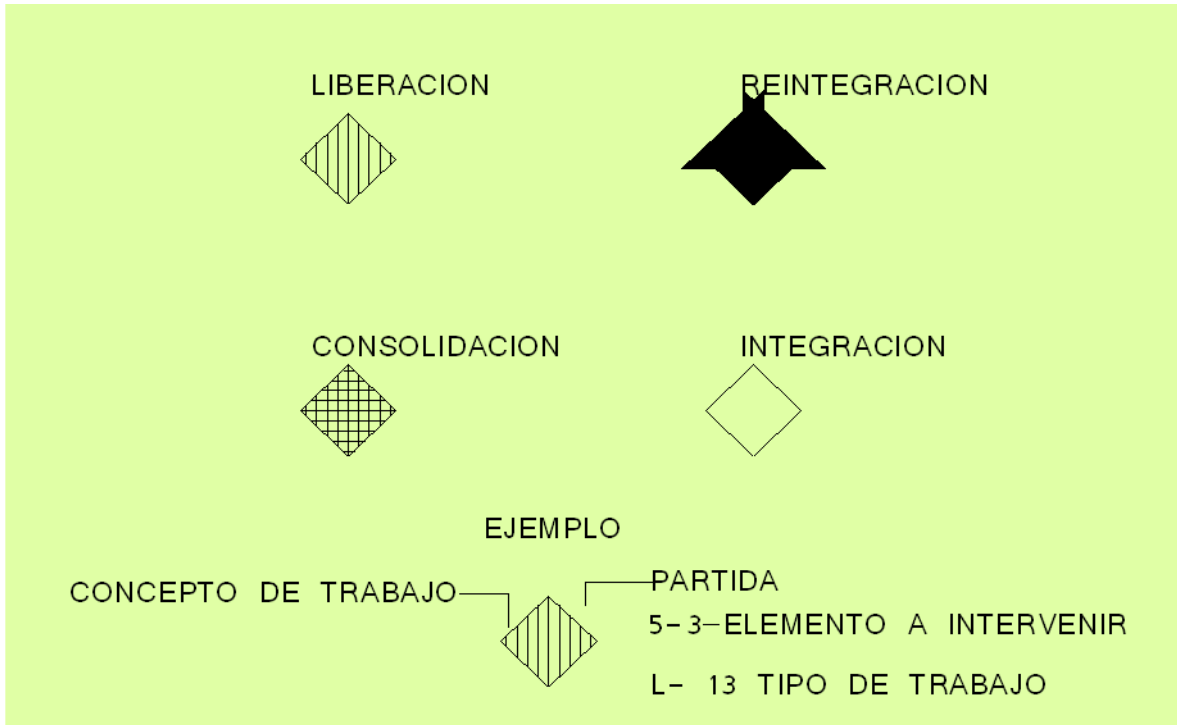 LIBERACION
REINTEGRACION
CONSOLIDACION
INTEGRACION
EJEMPLO
CONCEPTO DE TRABAJO
PARTIDA
5-3-ELEMENTO A INTERVENIR
L- 13 TIPO DE TRABAJO